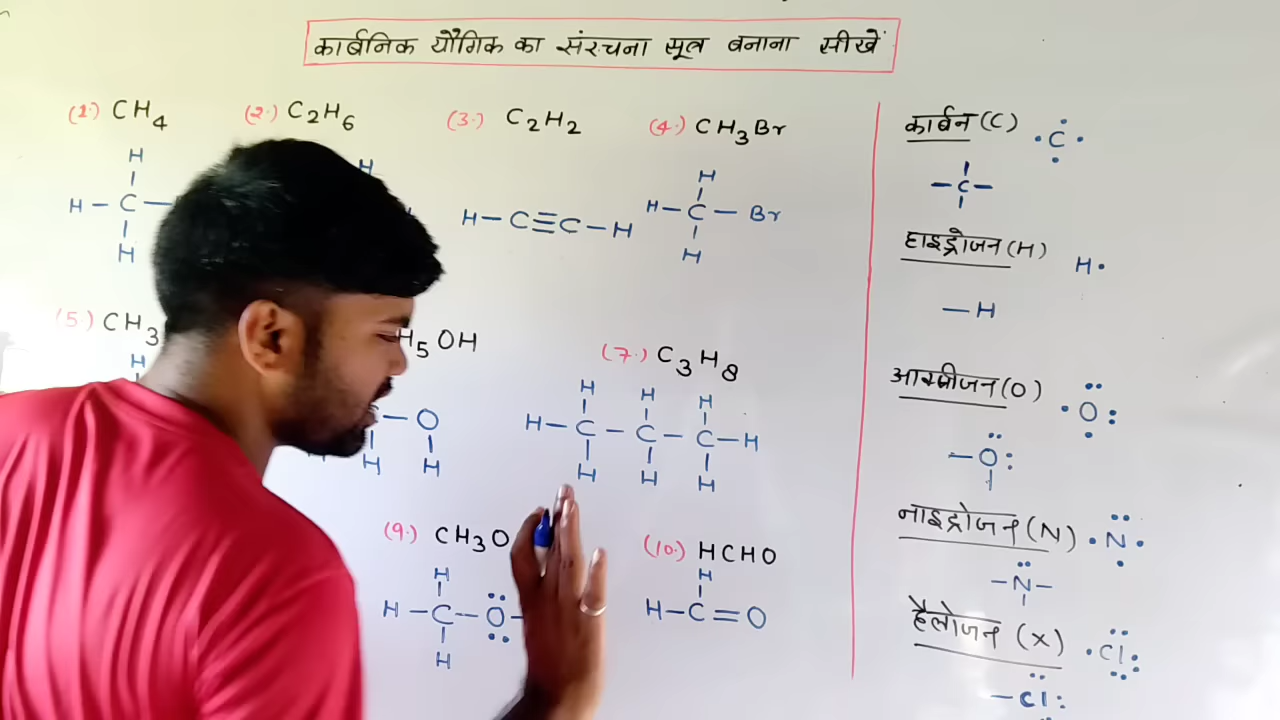 कार्बनिक यौगिक का संरचना सूत्र बनाना सीखें
(1.) CH4
(2.) C2H6
(3.) C2H2
(4.) CH3Br
H
H – C –
H
H
H – C ≡ C – H
H
H – C – Br
H
(5.) CH3
H
H5OH
– O
H H
(7.) C3H8
H H H
H – C – C – C – H
H H H
(9.) CH3O
H
H – C – O –
H
(10.) HCHO
H
H – C = O
कार्बन (C) C
– C –
हाइड्रोजन (H) H
– H
आक्सीजन (O) O
– O
नाइट्रोजन (N) N
– N –
हैलोजन (X) Cl
– Cl